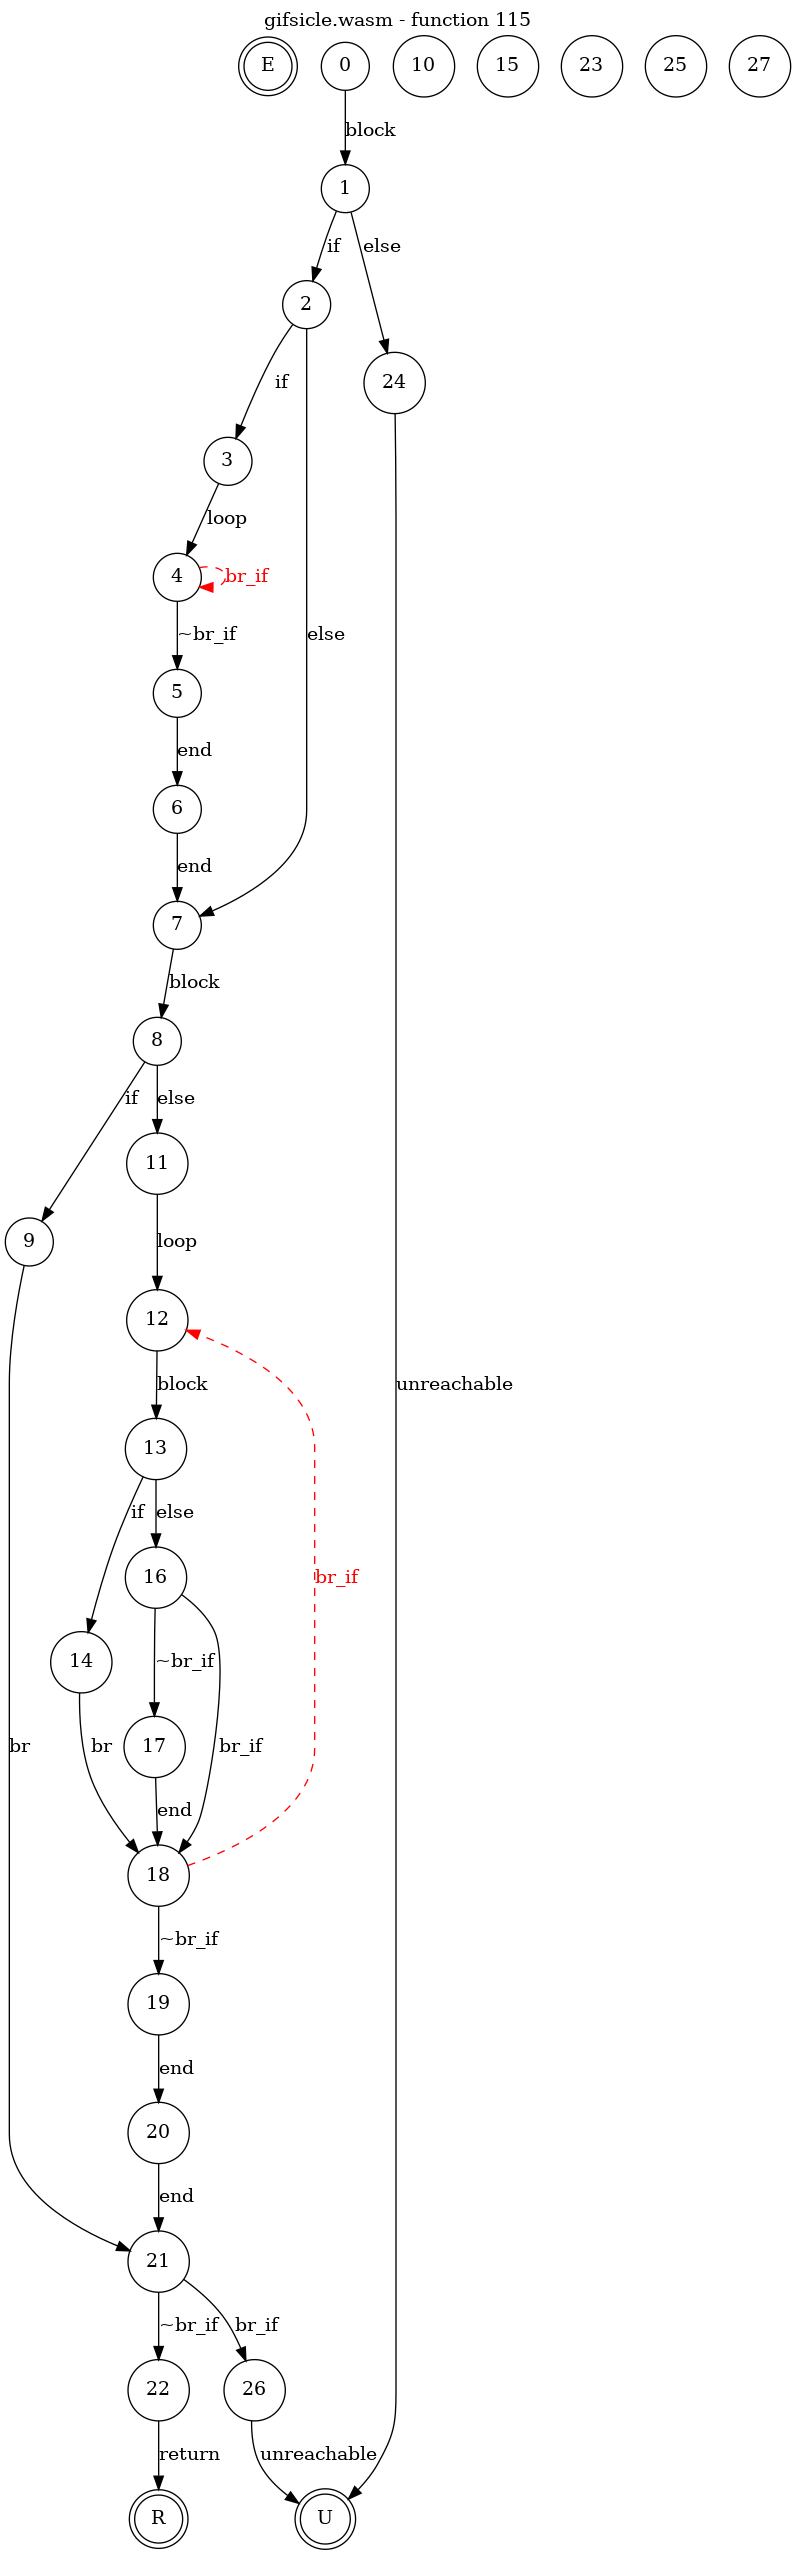 gifsicle.wasm - function 115
E 0 10 15 23 25 27
block
1
if else
2
24
if
3
loop
4 br_if
else
~br_if
5
end
6
end
7
block
8
if else
11
9
loop
12
unreachable
block
13
if else
16
br_if
14
~br_if
17
br
br br_if
end
18
~br_if
19
end
20
end
21
~br_if br_if
22 26
return unreachable
R U